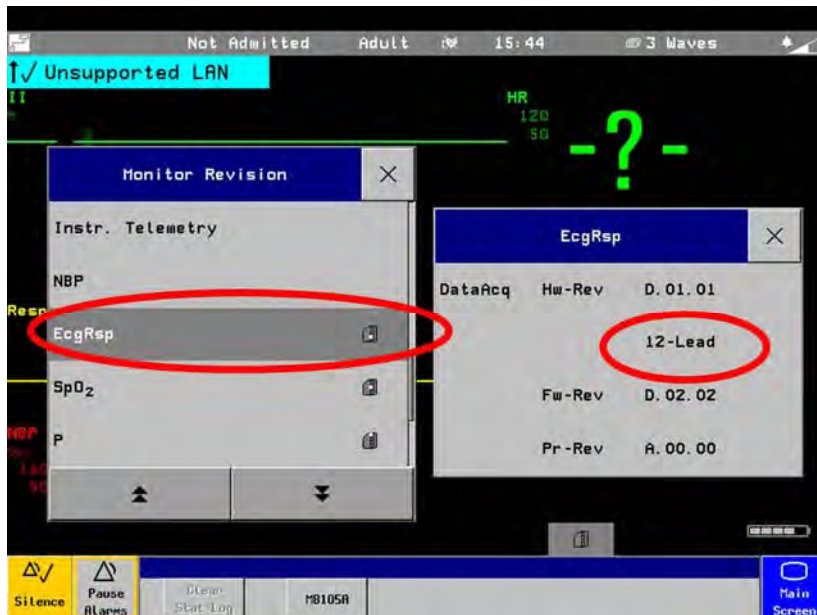 Not Admitted Adult 15:44 3 Waves
Unsupported LAN
II
HR
120
50
-?-
Monitor Revision
Instr. Telemetry
NBP
EcgRsp
SpO₂
P
EcgRsp
DataAcq Hw-Rev D.01.01
12-Lead
Fw-Rev D.02.02
Pr-Rev A.00.00
Resp
NBP
90
Silence
Pause
Alarms
Clean
Stat Log
M8105A
Main
Screen